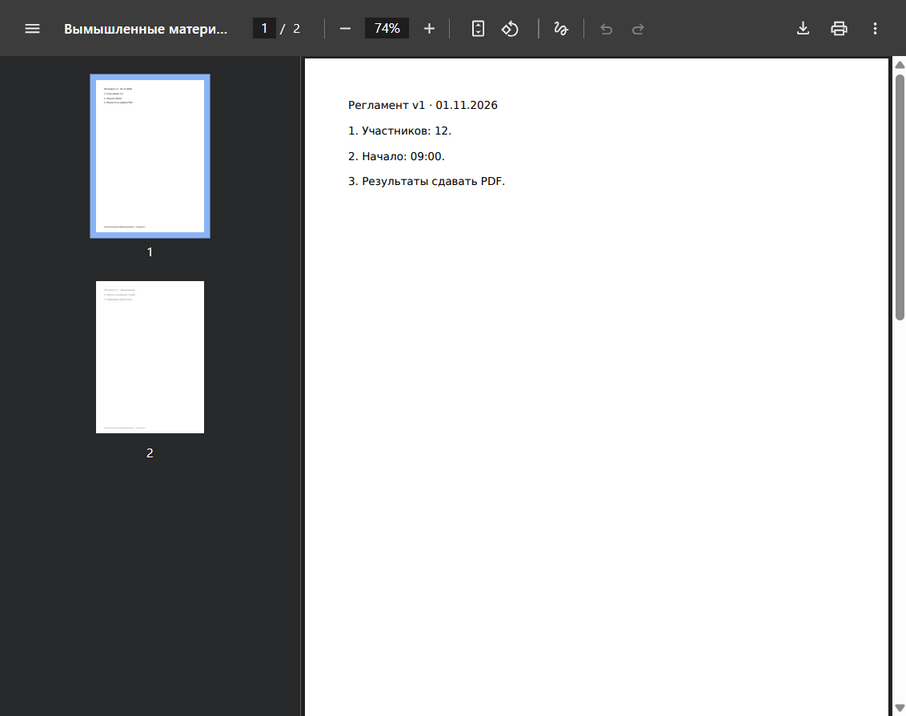 Вымышленные матери...
1 / 2
74%
1
2
Регламент v1 · 01.11.2026
1. Участников: 12.
2. Начало: 09:00.
3. Результаты сдавать PDF.